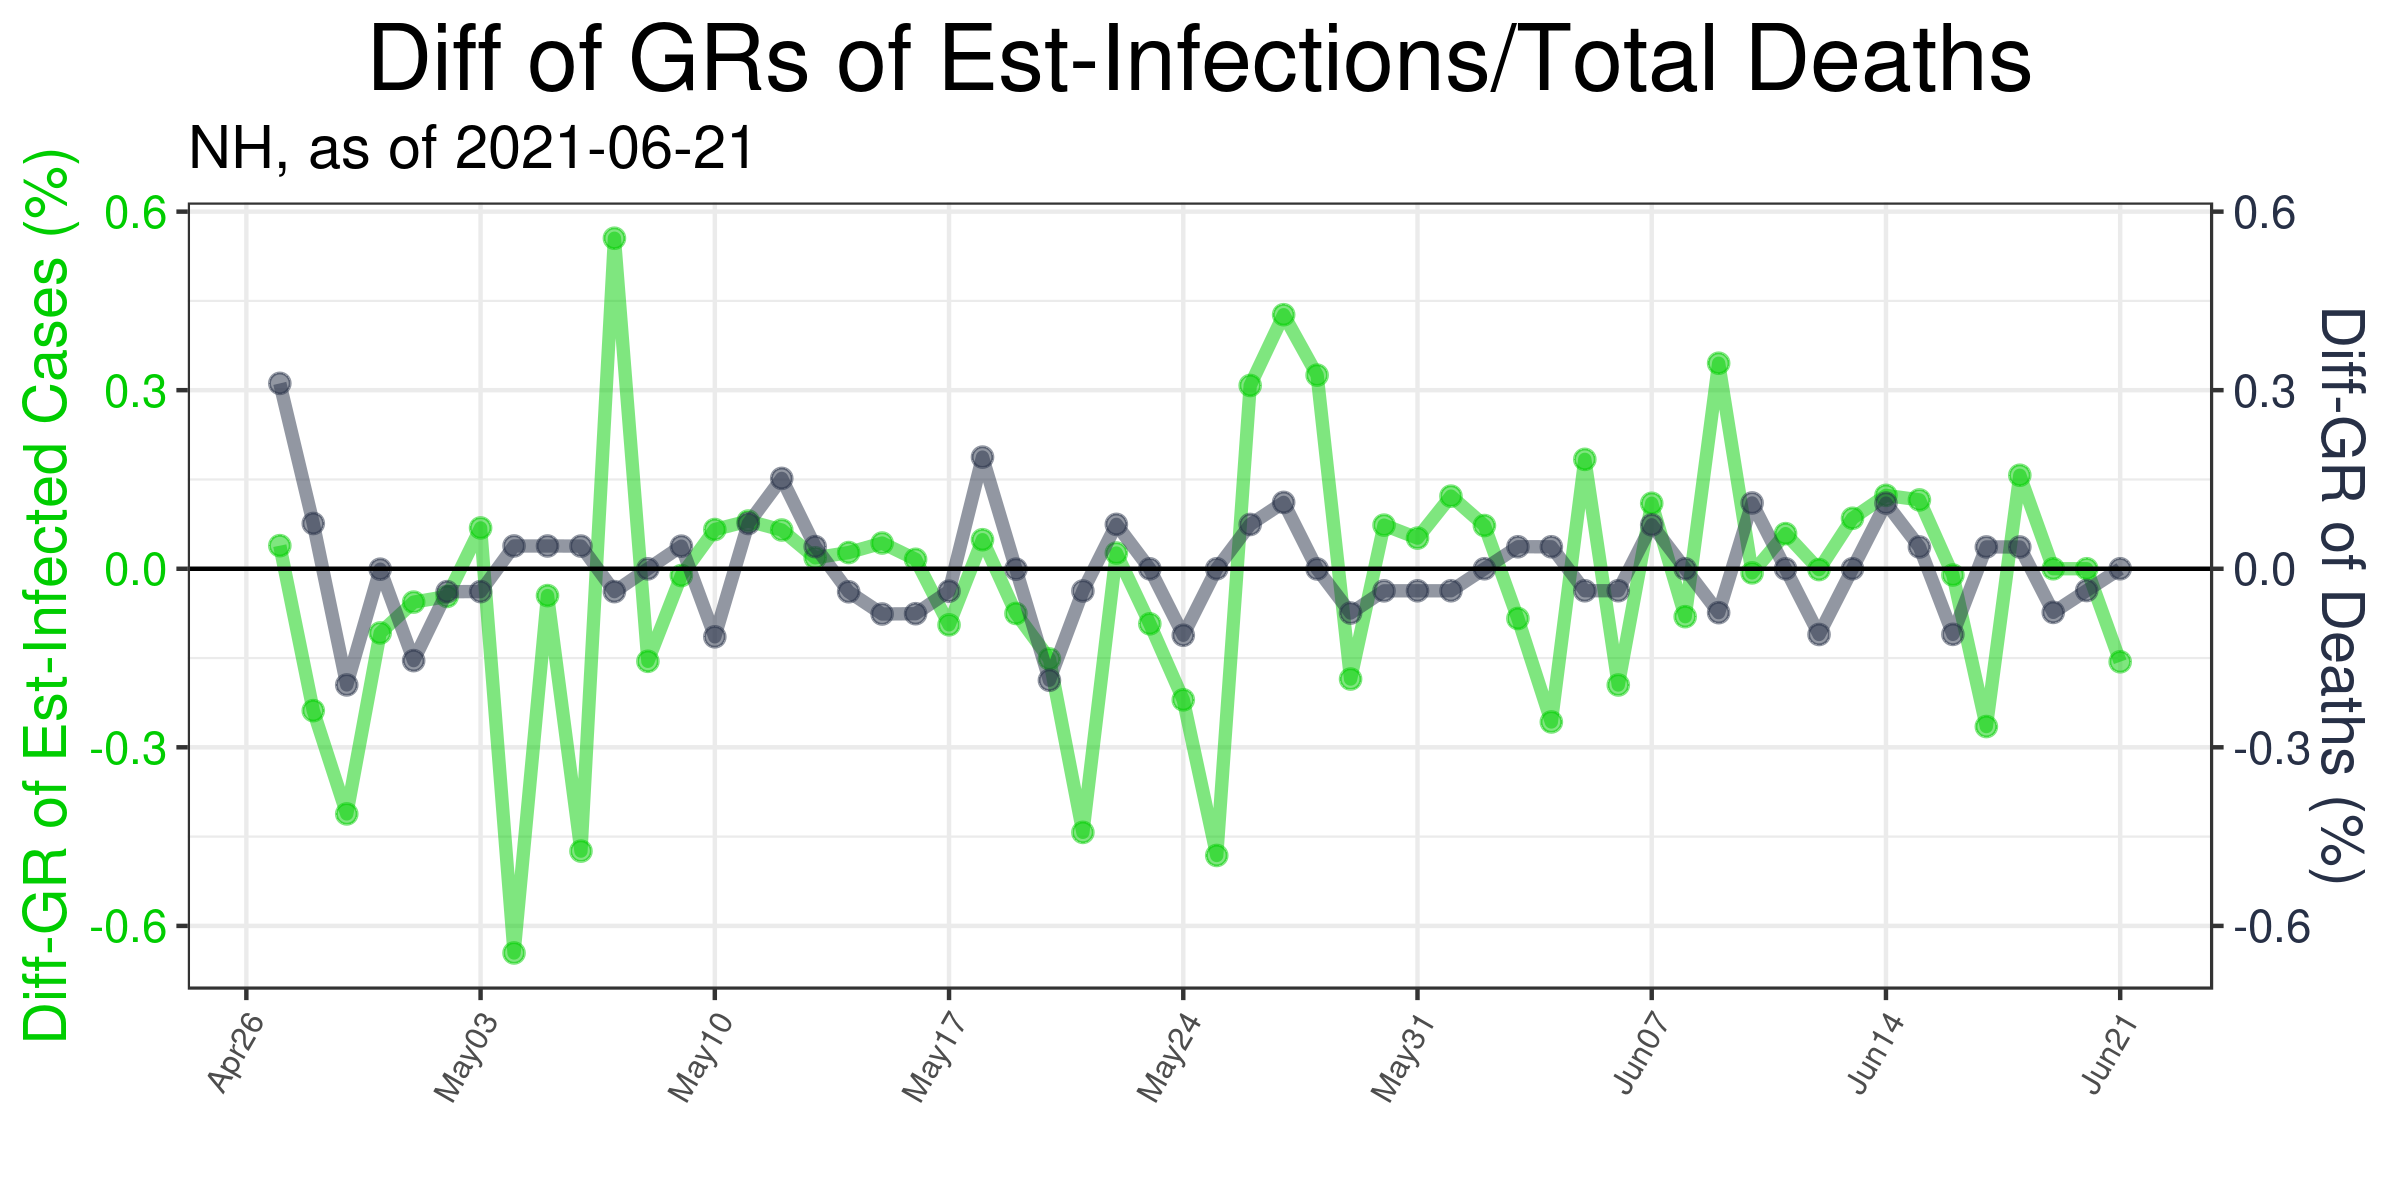 Diff of GRs of Est-Infections/Total Deaths
NH, as of 2021-06-21
Diff-GR of Est-Infected Cases (%)
0.6
0.3
0.0
-0.3
-0.6
0.6
0.3
0.0
-0.3
-0.6
Diff-GR of Deaths (%)
Apr26
May03
May10
May17
May24
May31
Jun07
Jun14
Jun21